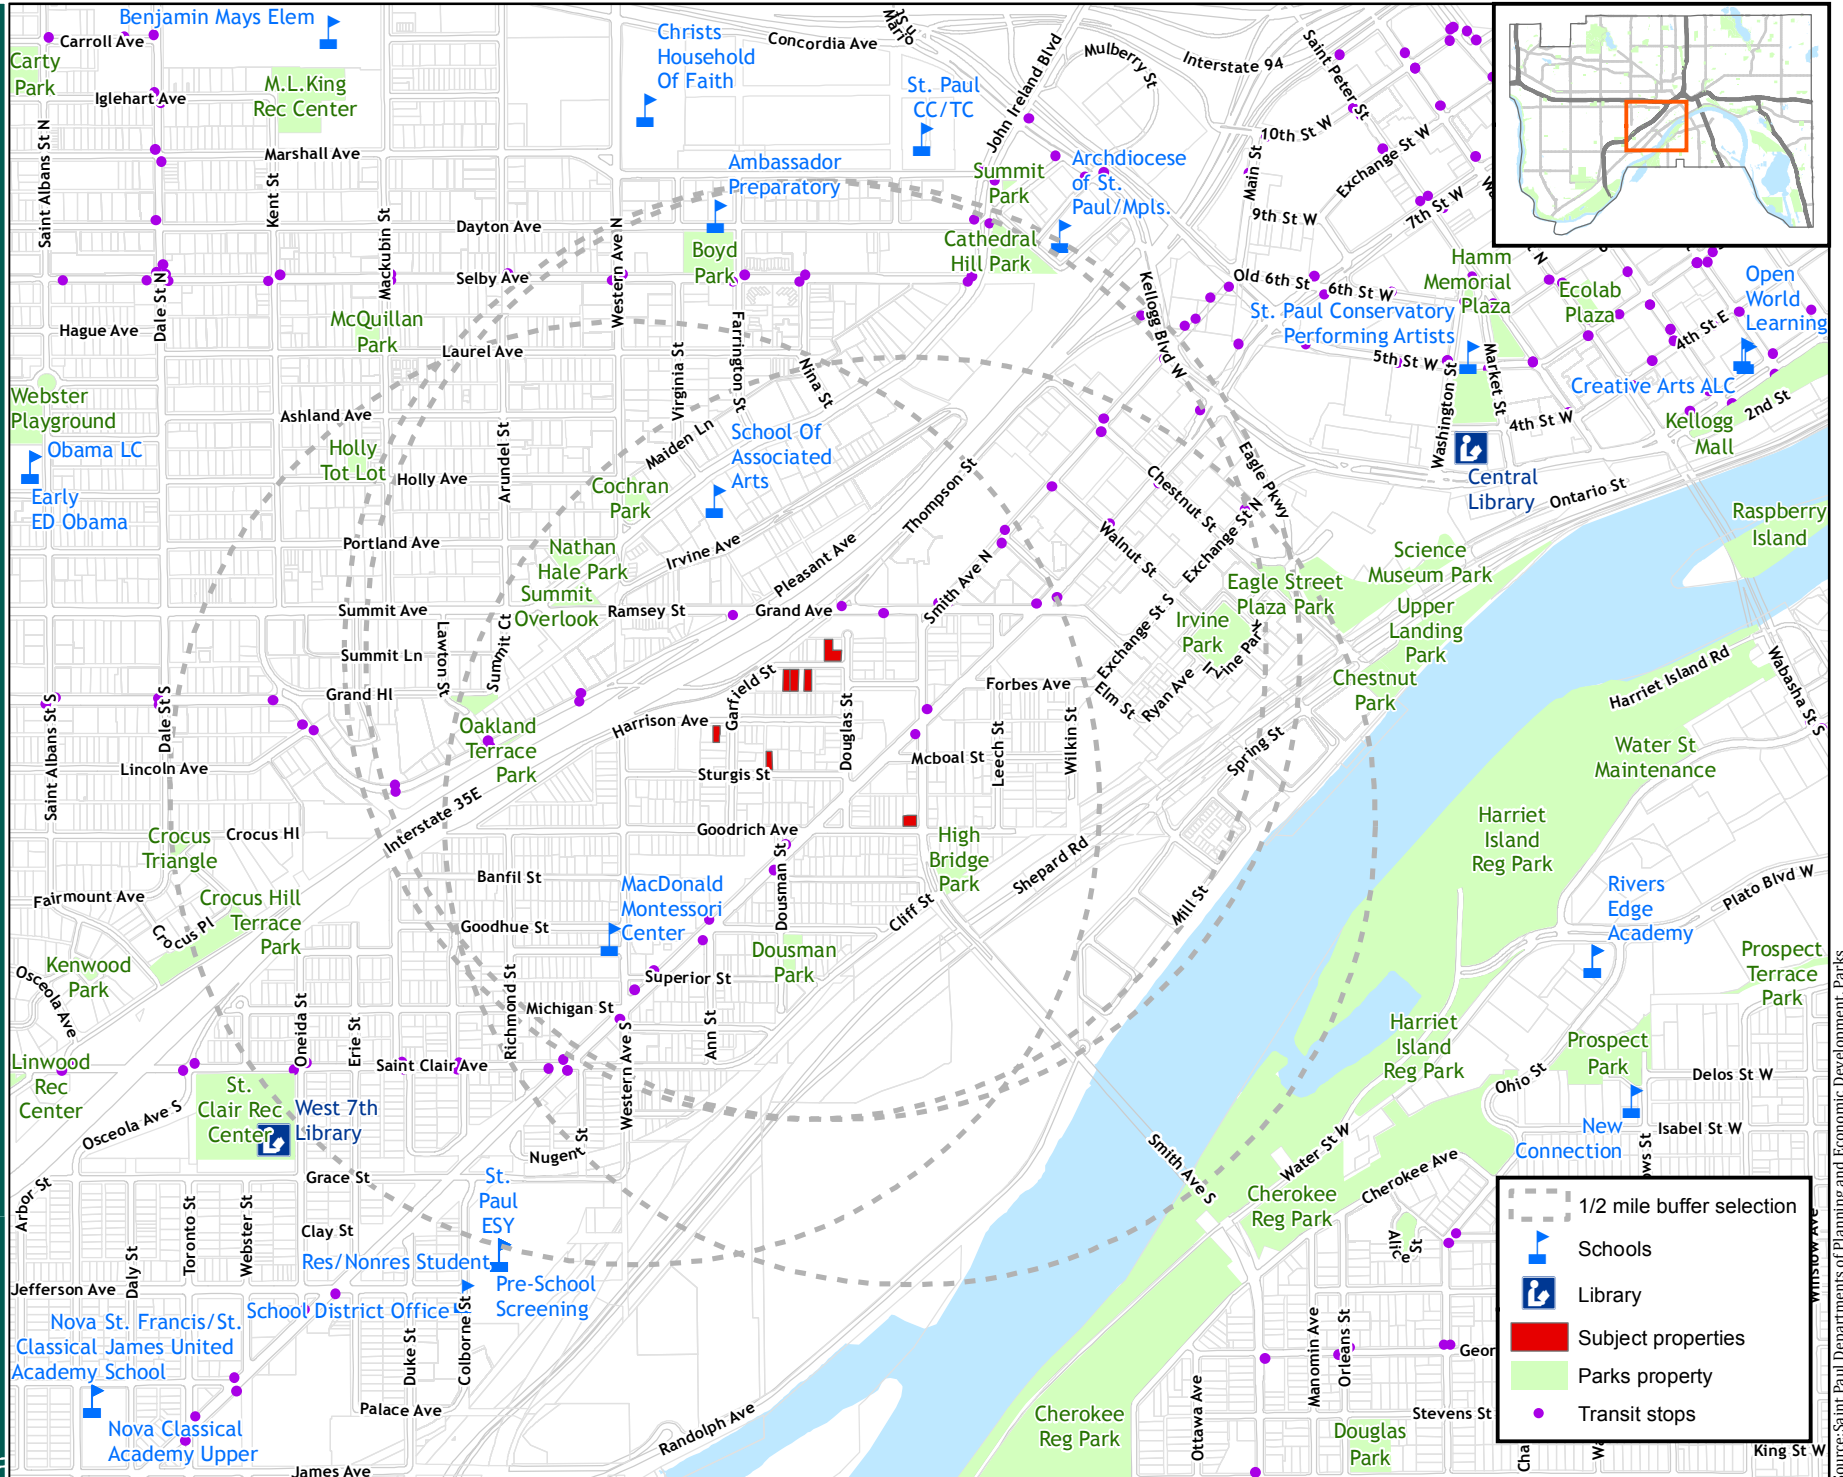 Benjamin Mays Elem
Carroll Ave
Carty
Park
Iglehart Ave
M.L.King
Rec Center
Marshall Ave
Saint Albans St N
Kent St
Mackubin St
Dale St N
Christs
Household
Of Faith
Concordia Ave
Mario
St
St. Paul
CC/TC
John Ireland Blvd
Mulberry St
Interstate 94
Saint Peter St
10th St W
Exchange St W
Main St
9th St W
7th St W
Ambassador
Preparatory
Summit
Park
Archdiocese
of St.
Paul/Mpls.
Dayton Ave
Western Ave N
Boyd
Park
Cathedral
Hill Park
Selby Ave
Hague Ave
McQuillan
Park
Laurel Ave
Farrington St
Virginia St
Nina St
Kellogg Blvd W
Old 6th St
6th St W
Hamm
Memorial
Plaza
Ecolab
Plaza
Open
World
Learning
St. Paul Conservatory
Performing Artists
5th St W
Market St
4th St E
Creative Arts ALC
Washington St
4th St W
2nd St
Kellogg
Mall
Webster
Playground
Obama LC
Early
ED Obama
Ashland Ave
Holly
Tot Lot
Holly Ave
Arundel St
Maiden Ln
School Of
Associated
Arts
Cochran
Park
Portland Ave
Nathan
Hale Park
Irvine Ave
Pleasant Ave
Thompson St
Chestnut St
Eagle Pkwy
Walnut St
Exchange St N
Central
Library
Ontario St
Raspberry
Island
Science
Museum Park
Summit Ave
Summit
Overlook
Ramsey St
Grand Ave
Smith Ave N
Eagle Street
Plaza Park
Upper
Landing
Park
Irvine
Park
Irvine Park
Exchange St S
Summit Ln
Lawton St
Summit Ct
Grand Hl
Garfield St
Forbes Ave
Elm St
Ryan Ave
Chestnut
Park
Harriet Island Rd
Wabasha St S
Saint Albans St S
Dale St S
Oakland
Terrace
Park
Harrison Ave
Douglas St
Mcboal St
Leech St
Wilkin St
Spring St
Water St
Maintenance
Lincoln Ave
Sturgis St
Interstate 35E
Crocus
Triangle
Crocus Hl
Goodrich Ave
High
Bridge
Park
Shepard Rd
Harriet
Island
Reg Park
Fairmount Ave
Banfil St
Dousman St
Crocus Hill
Terrace
Park
Crocus Pl
MacDonald
Montessori
Center
Goodhue St
Cliff St
Mill St
Rivers
Edge
Academy
Plato Blvd W
Kenwood
Park
Osceola Ave
Dousman
Park
Superior St
Prospect
Terrace
Park
Richmond St
Michigan St
Oneida St
Erie St
Ann St
Harriet
Island
Reg Park
Prospect
Park
Linwood
Rec
Center
Saint Clair Ave
Western Ave S
Ohio St
Delos St W
St.
Clair Rec
Center
West 7th
Library
Osceola Ave S
New
Connection
Isabel St W
Nugent St
Water St W
Smith Ave S
Cherokee Ave
Grace St
Arbor St
Toronto St
Webster St
St.
Paul
ESY
Cherokee
Reg Park
Alice St
Clay St
Res/Nonres Student
Pre-School
Screening
Jefferson Ave
Daly St
School District Office
Nova St. Francis/St.
Classical James United
Academy School
Duke St
Colborne St
Nova Classical
Academy Upper
Palace Ave
James Ave
Randolph Ave
Cherokee
Reg Park
Ottawa Ave
Manomin Ave
Orleans St
Geor
Stevens St
Douglas
Park
King St W
Winslow Ave
1/2 mile buffer selection
Schools
Library
Subject properties
Parks property
Transit stops
Source: Saint Paul Departments of Planning and Economic Development, Parks